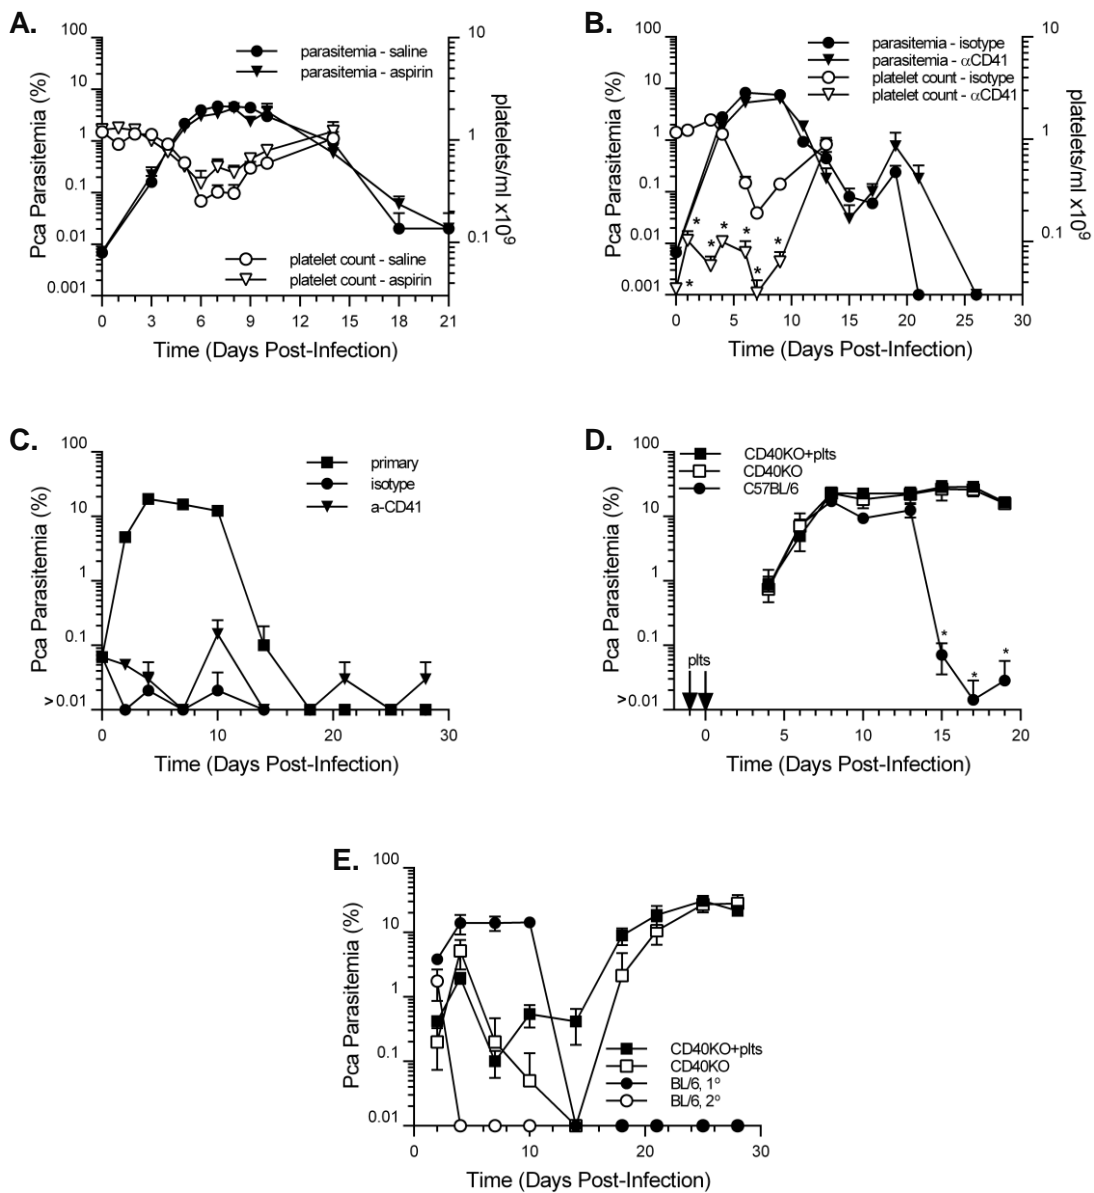 A.
100
10
1
0.1
0.01
0.001
Pca Parasitemia (%)
parasitemia - saline
parasitemia - aspirin
platelet count - saline
platelet count - aspirin
10
1
0.1
platelets/ml x10^9
0 3 6 9 12 15 18 21
Time (Days Post-Infection)
B.
100
10
1
0.1
0.01
0.001
Pca Parasitemia (%)
parasitemia - isotype
parasitemia - αCD41
platelet count - isotype
platelet count - αCD41
* * * * * * *
10
1
0.1
platelets/ml x10^9
0 5 10 15 20 25 30
Time (Days Post-Infection)
C.
100
10
1
0.1
>0.01
Pca Parasitemia (%)
primary
isotype
a-CD41
0 10 20 30
Time (Days Post-Infection)
D.
100
10
1
0.1
>0.01
Pca Parasitemia (%)
CD40KO+plts
CD40KO
C57BL/6
plts
* * *
0 5 10 15 20
Time (Days Post-Infection)
E.
100
10
1
0.1
0.01
Pca Parasitemia (%)
CD40KO+plts
CD40KO
BL/6, 1º
BL/6, 2º
0 10 20 30
Time (Days Post-Infection)